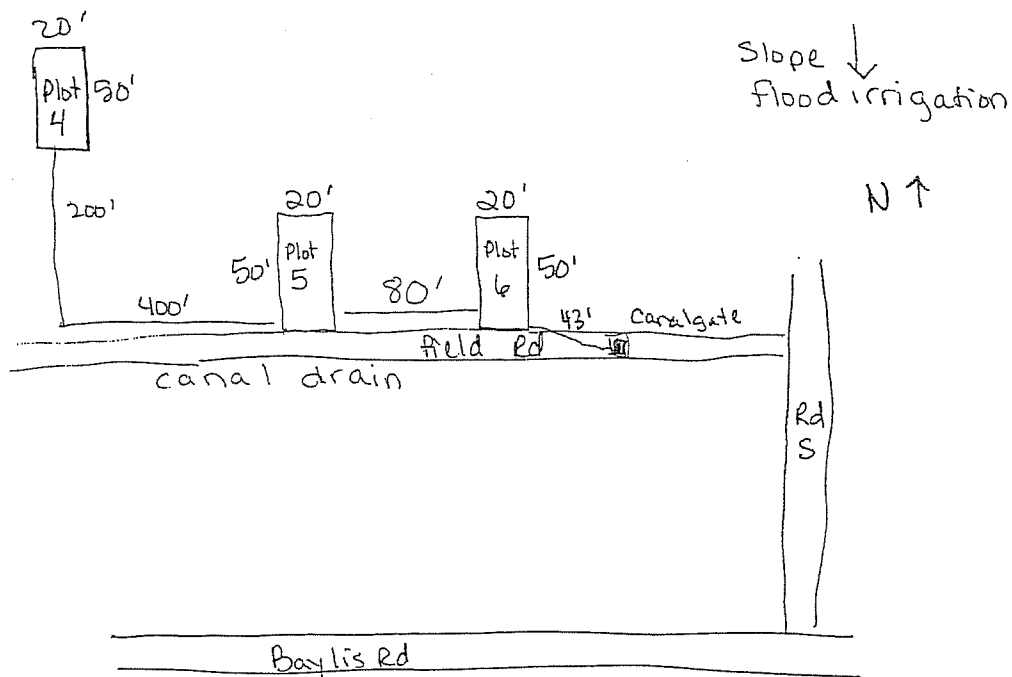 20'
Plot 50'
4
200'
400'
50'
20'
Plot
5
80'
20'
Plot
6
50'
43'
Canalgate
field Rd
canal drain
Slope ↓
flood irrigation
N ↑
Rd
S
Baylis Rd